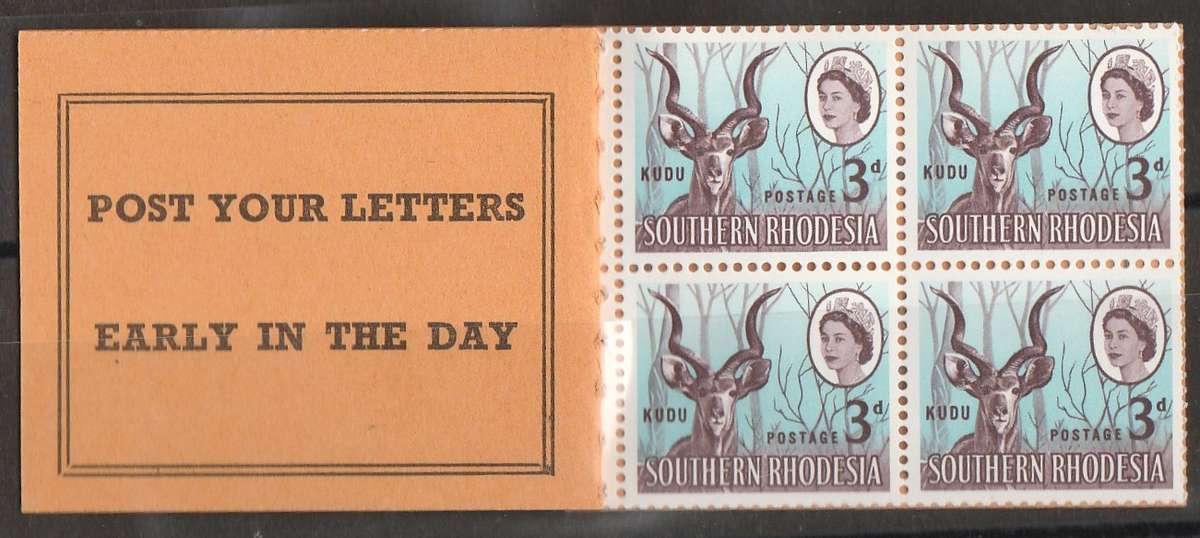 POST YOUR LETTERS
EARLY IN THE DAY
KUDU
POSTAGE 3d
SOUTHERN RHODESIA
KUDU
POSTAGE 3d
SOUTHERN RHODESIA
KUDU
POSTAGE 3d
SOUTHERN RHODESIA
KUDU
POSTAGE 3d
SOUTHERN RHODESIA